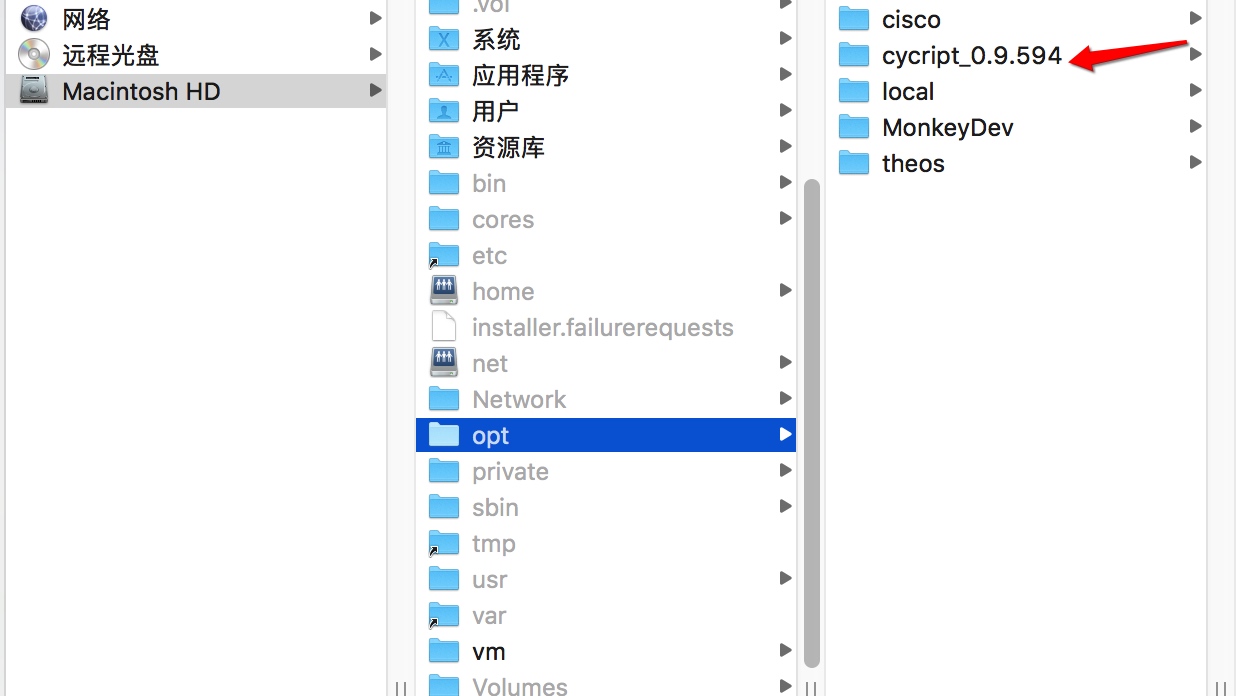 网络
远程光盘
Macintosh HD
.vol
系统
应用程序
用户
资源库
bin
cores
etc
home
installer.failurerequests
net
Network
opt
private
sbin
tmp
usr
var
vm
Volumes
cisco
cycript_0.9.594
local
MonkeyDev
theos